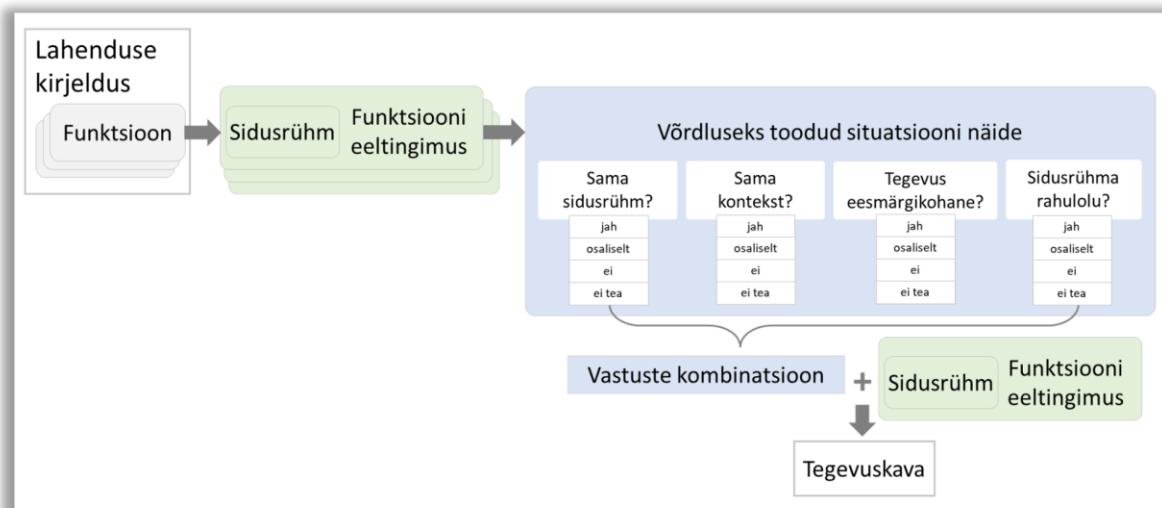 Lahenduse
kirjeldus
Funktsioon
Sidusrühm
Funktsiooni
eeltingimus
Võrdluseks toodud situatsiooni näide
Sama
sidusrühm?
jah
osaliselt
ei
ei tea
Sama
kontekst?
jah
osaliselt
ei
ei tea
Tegevus
eesmärgikohane?
jah
osaliselt
ei
ei tea
Sidusrühma
rahulolu?
jah
osaliselt
ei
ei tea
Vastuste kombinatsioon
+
Sidusrühm
Funktsiooni
eeltingimus
Tegevuskava